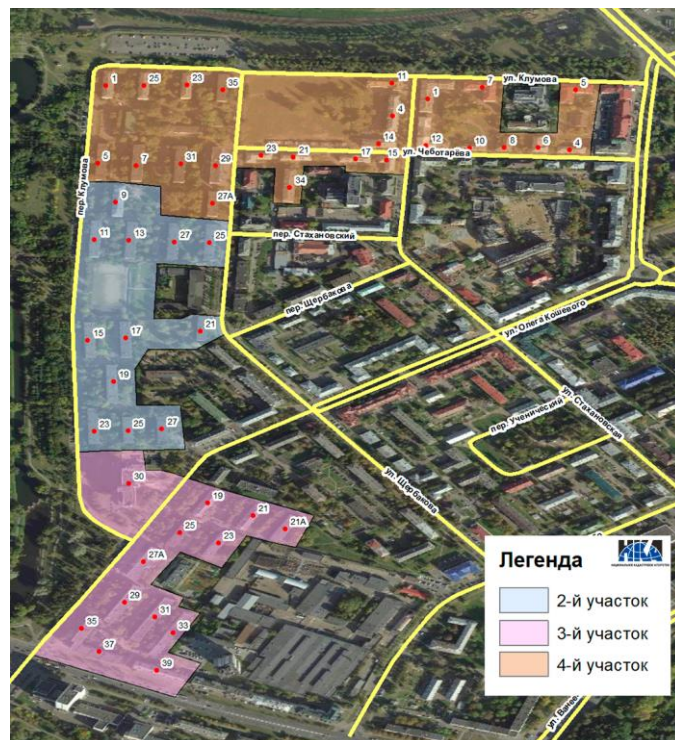 ул. Клумова
1 25 23 35 11 7 5
1
4
14 12 10 8 6 4
ул. Чеботарёва
5 7 31 29 23 21 17 15
34
27А
пер. Клумова
9
11 13 27 25
пер. Стахановский
пер. Щербакова
21
15 17
19
23 25 27
ул. Олега Кошевого
пер. Ученический
ул. Стахановская
ул. Щербакова
30
19
21
21А
25
23
27А
29
31
35
33
37
39
Легенда
НКА
НАЦИОНАЛЬНОЕ КАДАСТРОВОЕ АГЕНТСТВО
2-й участок
3-й участок
4-й участок